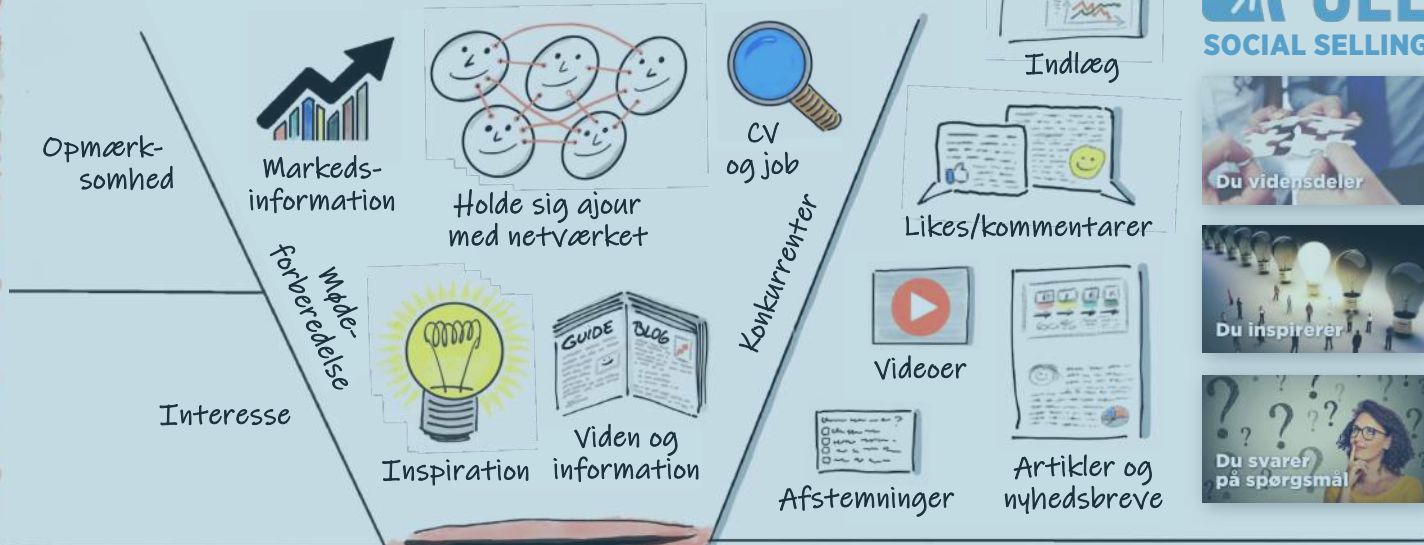 Opmærk-
somhed
Interesse
Markeds-
information
Holde sig ajour
med netværket
CV
og job
Møde-
forberedelse
Konkurrenter
Inspiration
GUIDE
BLOG
Viden og
information
Indlæg
Likes/kommentarer
Videoer
Afstemninger
Artikler og
nyhedsbreve
SOCIAL SELLING
Du vidensdeler
Du inspirerer
Du svarer
på spørgsmål